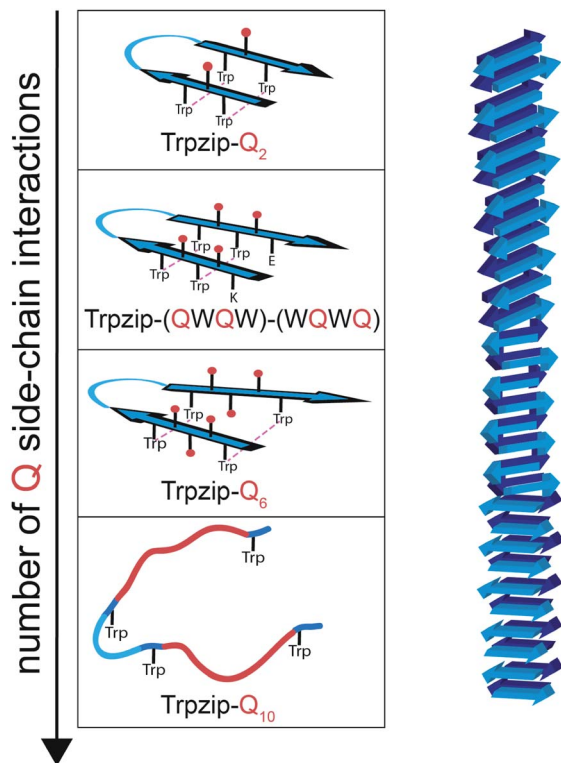 number of Q side-chain interactions
Trp
Trp
Trp
Trp
Trpzip-Q₂
Trp
Trp
E
Trp
Trp
K
Trpzip-(QWQW)-(WQWQ)
Trp
Trp
Trp
Trp
Trpzip-Q₆
Trp
Trp
Trp
Trp
Trpzip-Q₁₀